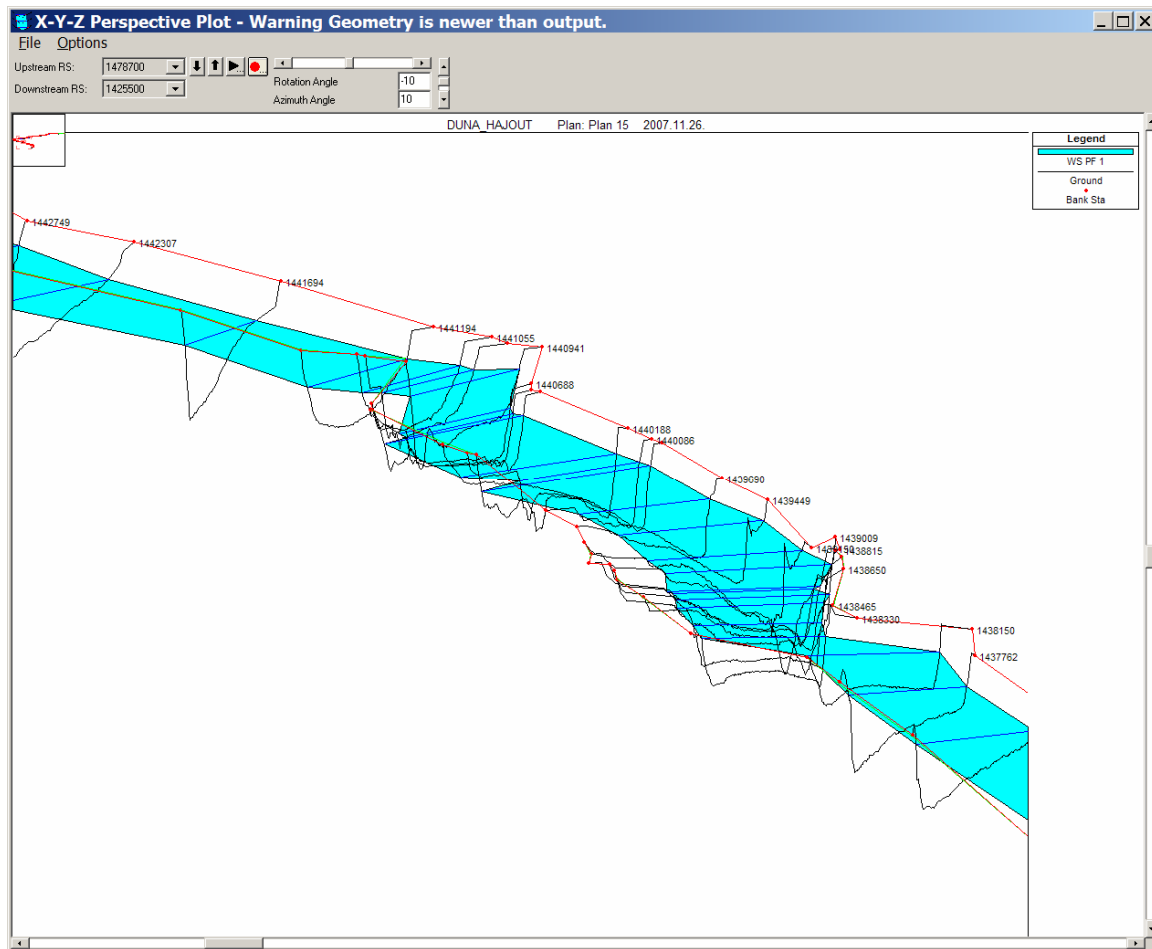 X-Y-Z Perspective Plot - Warning Geometry is newer than output.
File Options
Upstream RS: 1478700
Downstream RS: 1425500
Rotation Angle -10
Azimuth Angle 10
DUNA_HAJOUT Plan: Plan 15 2007.11.26.
Legend
WS PF 1
Ground
Bank Sta
1442749
1442307
1441694
1441194
1441055
1440941
1440688
1440188
1440086
1439690
1439449
1439009
1438815
1438650
1438465
1438330
1438150
1437762